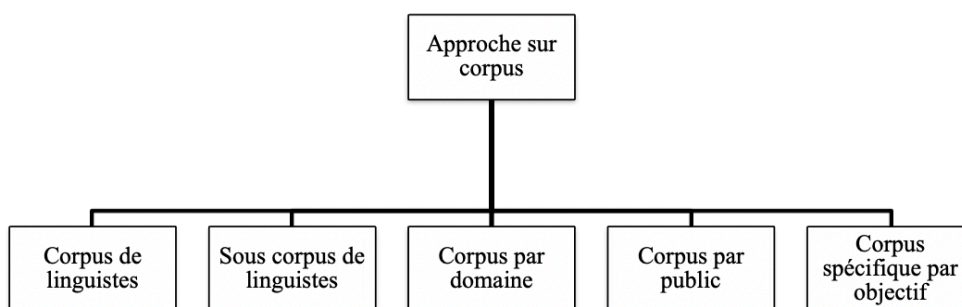 Approche sur
corpus
Corpus de
linguistes
Sous corpus de
linguistes
Corpus par
domaine
Corpus par
public
Corpus
spécifique par
objectif